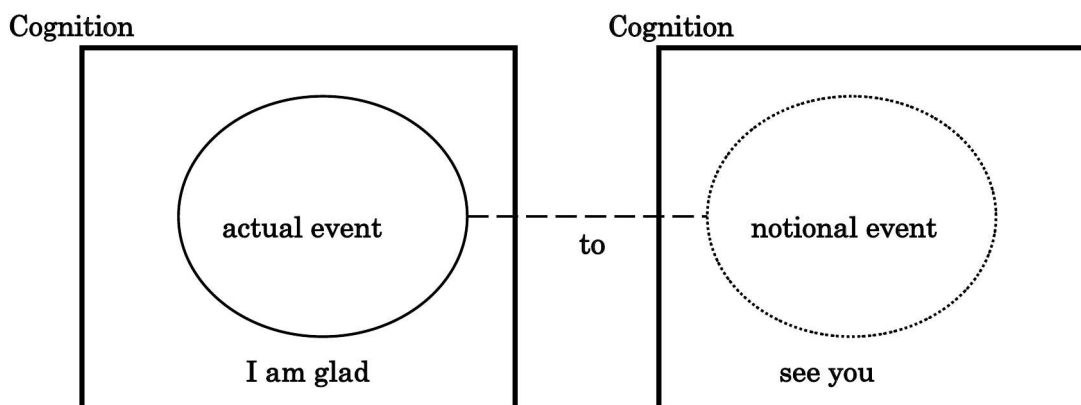 Cognition
Cognition
actual event
to
notional event
I am glad
see you